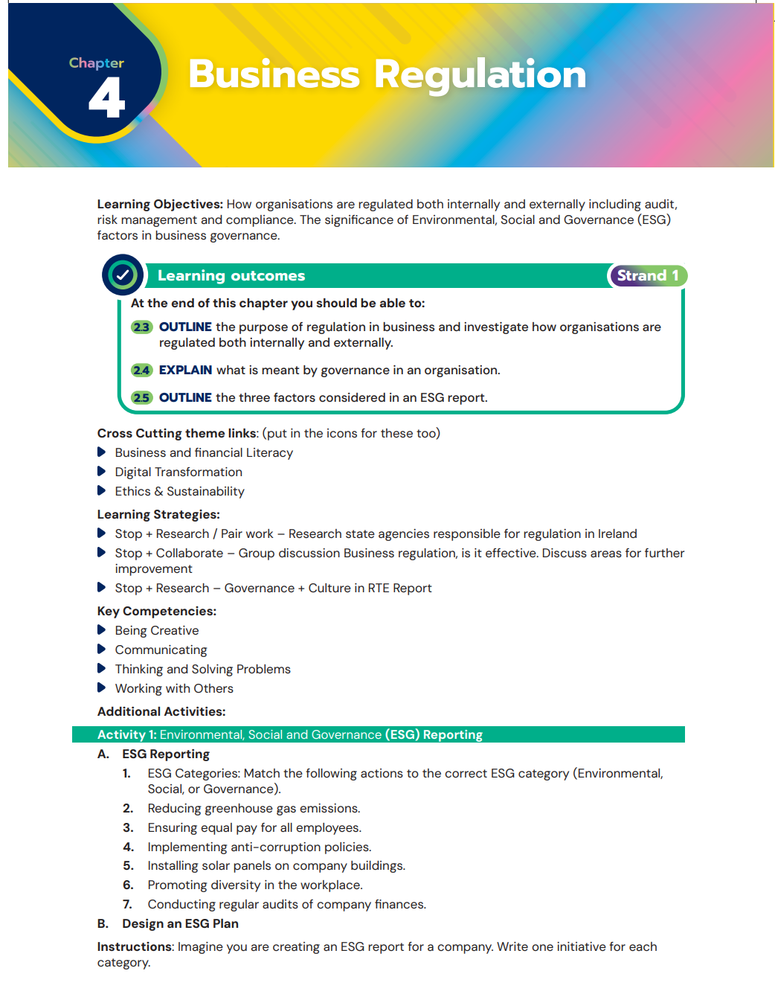 Chapter
4
Business Regulation
Learning Objectives: How organisations are regulated both internally and externally including audit,
risk management and compliance. The significance of Environmental, Social and Governance (ESG)
factors in business governance.
Learning outcomes
Strand 1
At the end of this chapter you should be able to:
2.3 OUTLINE the purpose of regulation in business and investigate how organisations are
regulated both internally and externally.
2.4 EXPLAIN what is meant by governance in an organisation.
2.5 OUTLINE the three factors considered in an ESG report.
Cross Cutting theme links: (put in the icons for these too)
Business and financial Literacy
Digital Transformation
Ethics & Sustainability
Learning Strategies:
Stop + Research / Pair work – Research state agencies responsible for regulation in Ireland
Stop + Collaborate – Group discussion Business regulation, is it effective. Discuss areas for further
improvement
Stop + Research – Governance + Culture in RTE Report
Key Competencies:
Being Creative
Communicating
Thinking and Solving Problems
Working with Others
Additional Activities:
Activity 1: Environmental, Social and Governance (ESG) Reporting
A. ESG Reporting
1. ESG Categories: Match the following actions to the correct ESG category (Environmental,
Social, or Governance).
2. Reducing greenhouse gas emissions.
3. Ensuring equal pay for all employees.
4. Implementing anti-corruption policies.
5. Installing solar panels on company buildings.
6. Promoting diversity in the workplace.
7. Conducting regular audits of company finances.
B. Design an ESG Plan
Instructions: Imagine you are creating an ESG report for a company. Write one initiative for each
category.